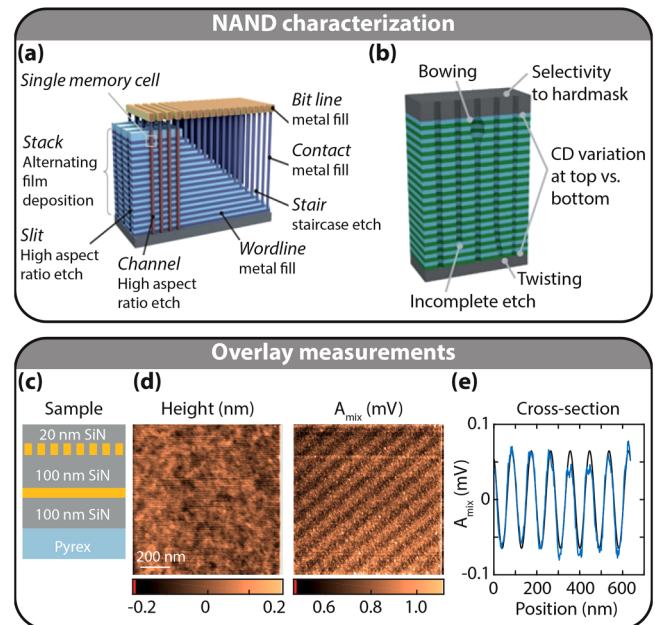 NAND characterization
(a)
Single memory cell
Stack
Alternating
film
deposition
Slit
High aspect
ratio etch
Channel
High aspect
ratio etch
Bit line
metal fill
Contact
metal fill
Stair
staircase etch
Wordline
metal fill
(b)
Bowing
Selectivity
to hardmask
CD variation
at top vs.
bottom
Twisting
Incomplete etch
Overlay measurements
(c)
Sample
20 nm SiN
100 nm SiN
100 nm SiN
Pyrex
(d)
Height (nm)
200 nm
-0.2 0 0.2
Amix (mV)
0.6 0.8 1.0
(e)
Cross-section
Amix (mV)
0.1
0
-0.1
0 200 400 600
Position (nm)